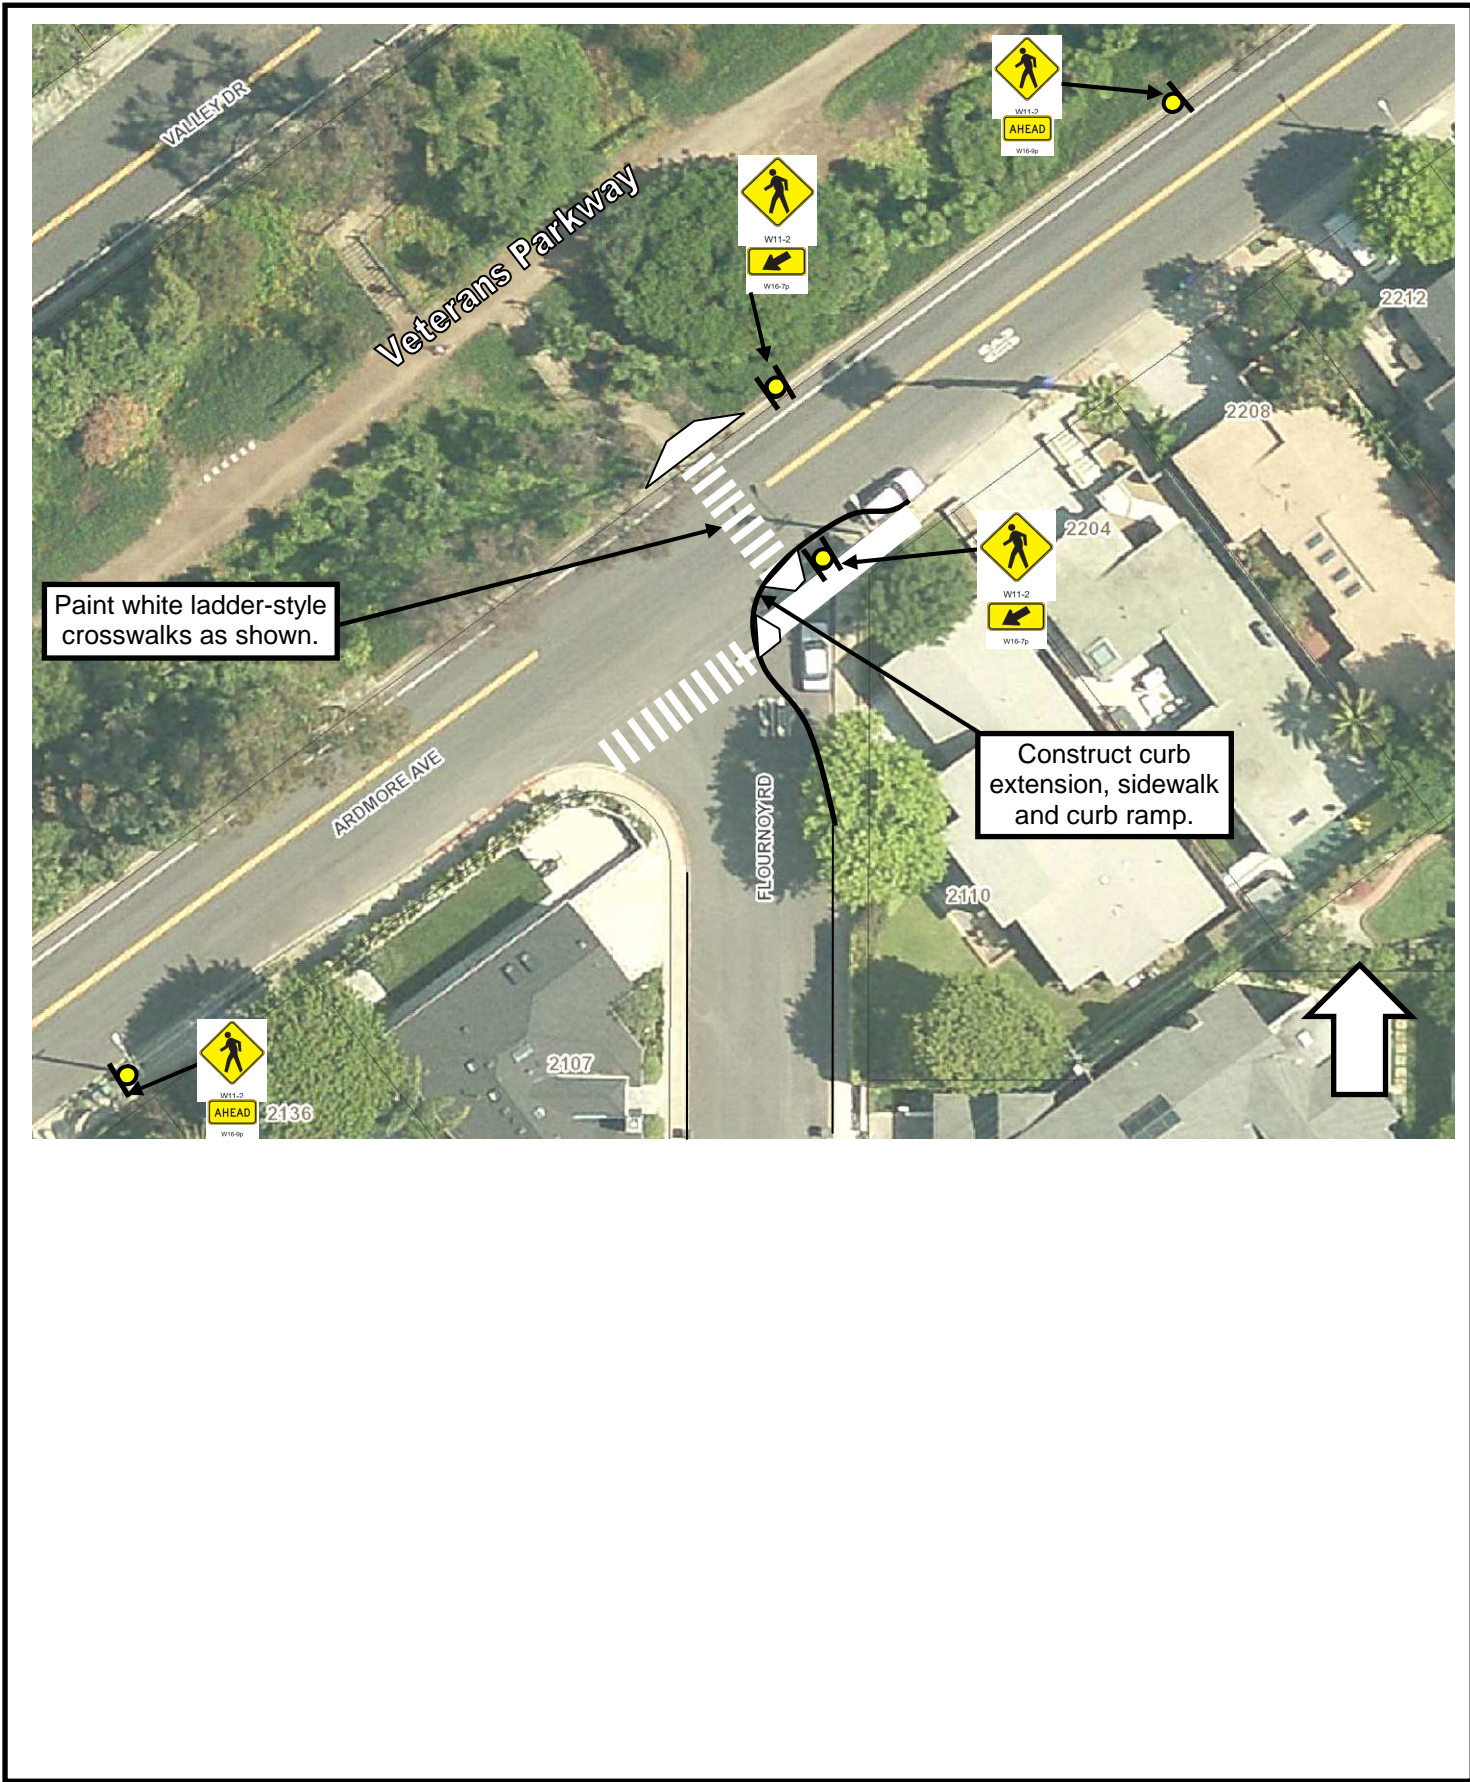 VALLEY DR
W11-2
AHEAD
W16-9p
Veterans Parkway
W11-2
W16-7p
2212
2208
2204
W11-2
W16-7p
Paint white ladder-style
crosswalks as shown.
Construct curb
extension, sidewalk
and curb ramp.
ARDMORE AVE
FLOURNOY RD
2110
2107
W11-2
AHEAD
2136
W16-9p